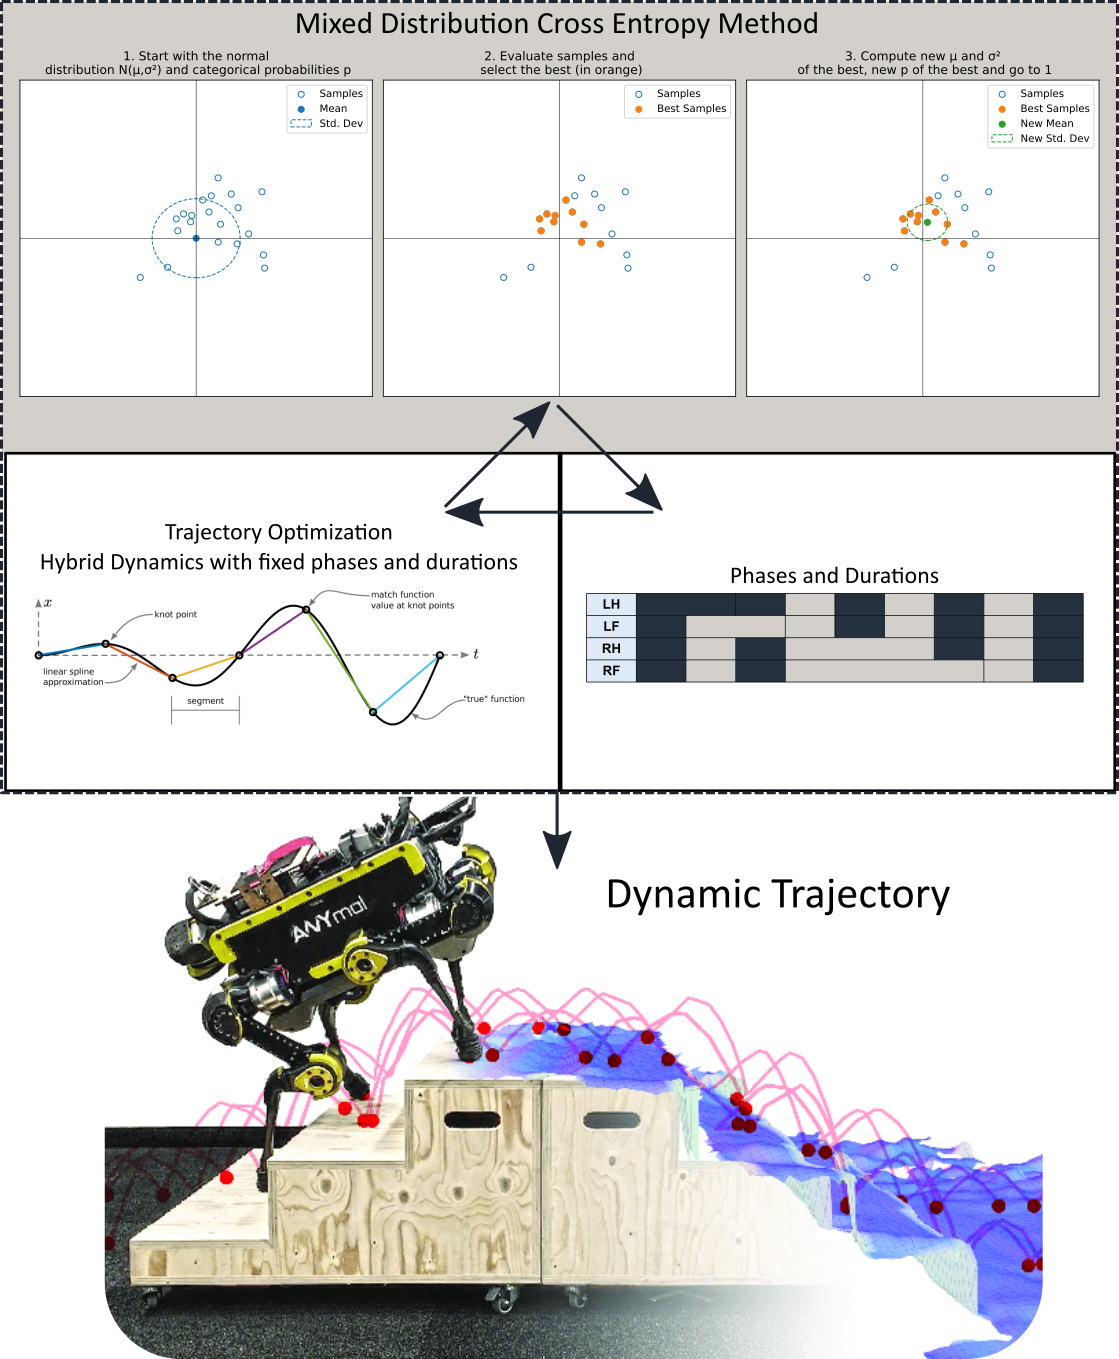 Mixed Distribution Cross Entropy Method
1. Start with the normal
distribution N(μ,σ²) and categorical probabilities p
Samples
Mean
Std. Dev
2. Evaluate samples and
select the best (in orange)
Samples
Best Samples
3. Compute new μ and σ²
of the best, new p of the best and go to 1
Samples
Best Samples
New Mean
New Std. Dev
Trajectory Optimization
Hybrid Dynamics with fixed phases and durations
x
knot point
match function
value at knot points
t
linear spline
approximation
segment
"true" function
Phases and Durations
LH
LF
RH
RF
Dynamic Trajectory
ANYmal